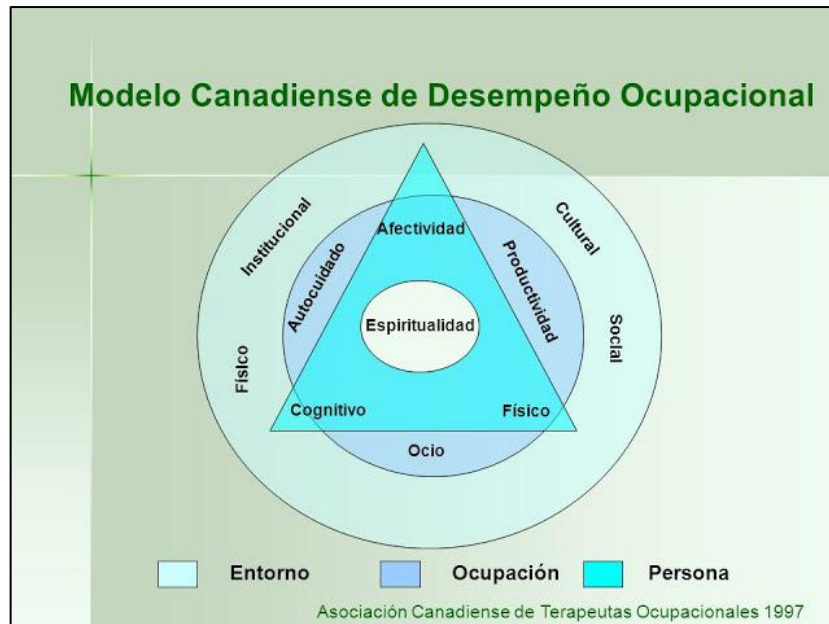 Modelo Canadiense de Desempeño Ocupacional
Institucional
Cultural
Afectividad
Autocuidado
Productividad
Espiritualidad
Físico
Social
Cognitivo
Físico
Ocio
Entorno
Ocupación
Persona
Asociación Canadiense de Terapeutas Ocupacionales 1997